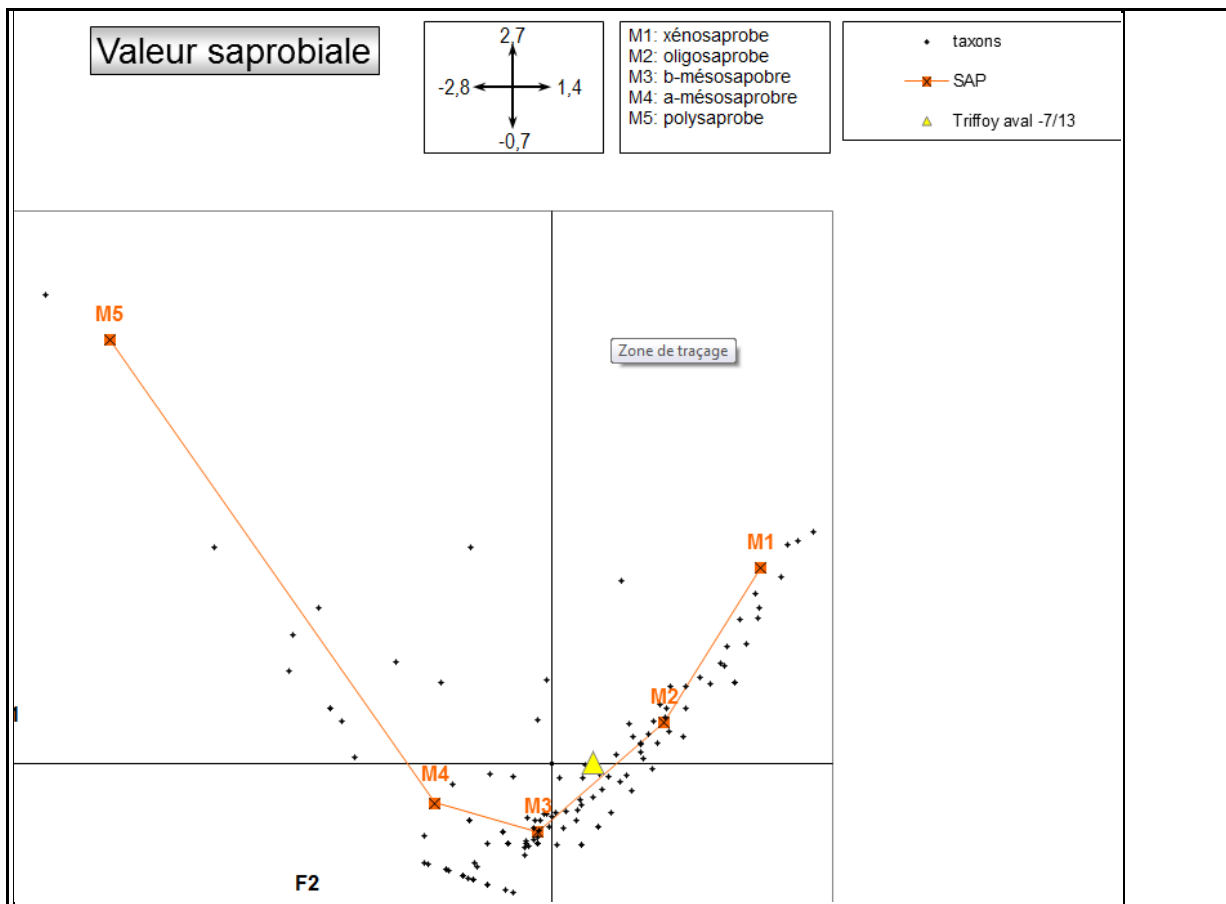 Valeur saprobiale
2,7
-2,8
1,4
-0,7
M1: xénosaprobe
M2: oligosaprobe
M3: b-mésosapobre
M4: a-mésosaprobre
M5: polysaprobe
taxons
SAP
Triffoy aval -7/13
M5
Zone de traçage
M1
M2
M4
M3
F2